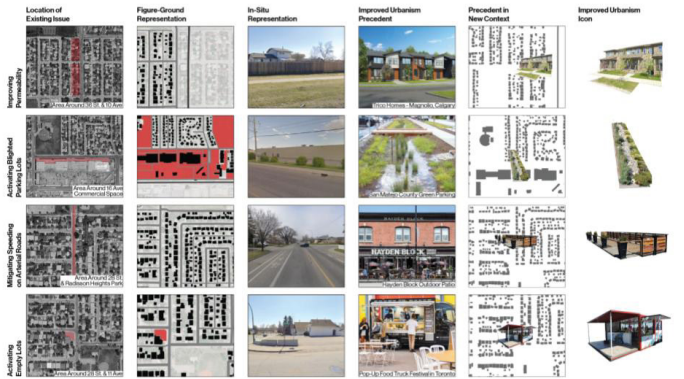 Location of
Existing Issue
Figure-Ground
Representation
In-Situ
Representation
Improved Urbanism
Precedent
Precedent in
New Context
Improved Urbanism
Icon
Improving
Permeability
Area Around 36 St. & 10 Ave
Trico Homes - Magnolio, Calgary
Activating Blighted
Parking Lots
Area Around 16 Ave
Commercial Space
San Mateo County Green Parking
Mitigating Speeding
on Arterial Roads
Area Around 28 St.
& Radisson Heights Park
HAYDEN BLOCK
Hayden Block Outdoor Patio
Activating
Empty Lots
Area Around 28 St. & 11 Ave
Pop-Up Food Truck Festival in Toronto